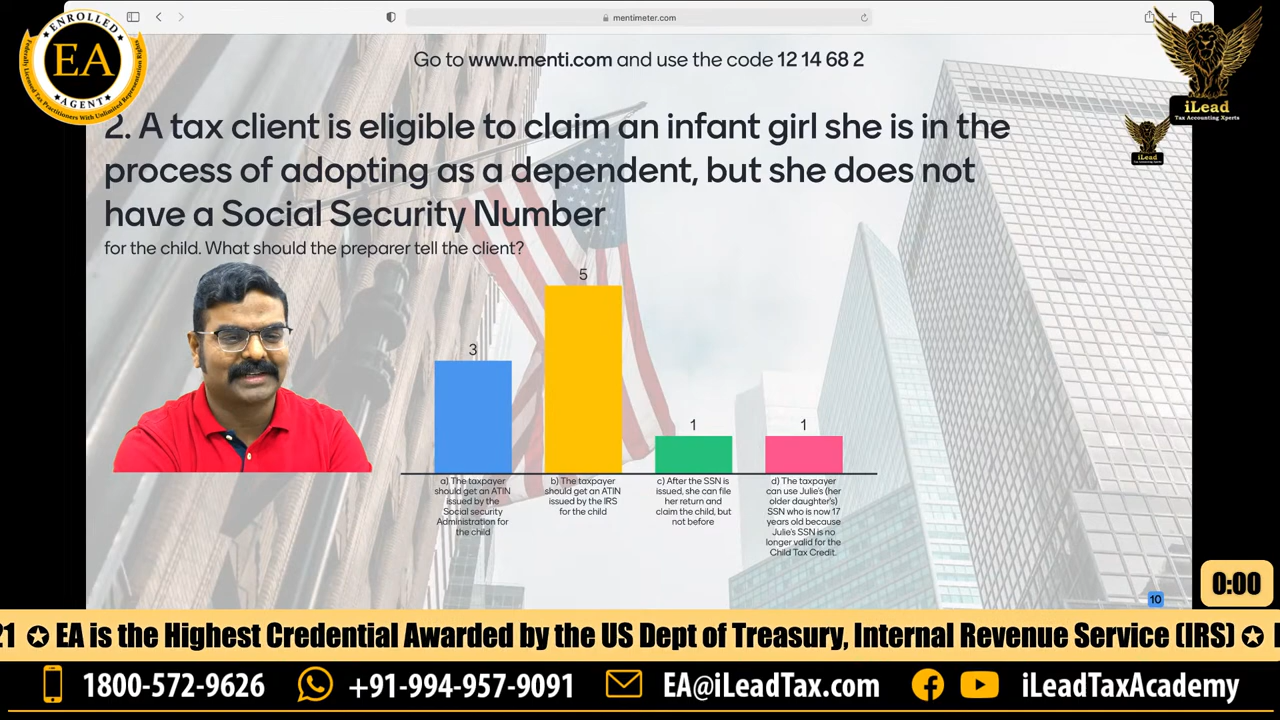 mentimeter.com
ENROLLED
EA
AGENT
Federally Licensed Tax Practitioners With Unlimited Representation Rights
iLead
Tax Accounting Xperts
iLead
Go to www.menti.com and use the code 12 14 68 2
2. A tax client is eligible to claim an infant girl she is in the
process of adopting as a dependent, but she does not
have a Social Security Number
for the child. What should the preparer tell the client?
3
5
1
1
a) The taxpayer
should get an ATIN
issued by the
Social security
Administration for
the child
b) The taxpayer
should get an ATIN
issued by the IRS
for the child
c) After the SSN is
issued, she can file
her return and
claim the child, but
not before
d) The taxpayer
can use Julie's (her
older daughter's)
SSN who is now 17
years old because
Julie's SSN is no
longer valid for the
Child Tax Credit.
10
0:00
21 ✪ EA is the Highest Credential Awarded by the US Dept of Treasury, Internal Revenue Service (IRS) ✪
1800-572-9626 +91-994-957-9091 EA@iLeadTax.com iLeadTaxAcademy